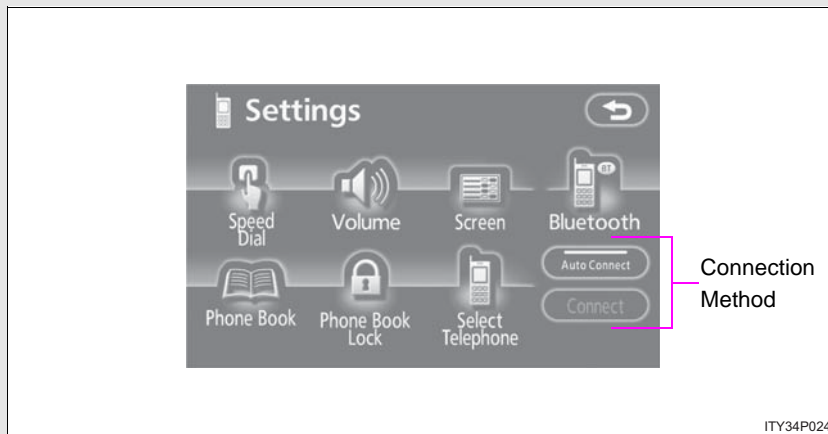 Settings
Speed
Dial
Volume
Screen
BT
Bluetooth
Auto Connect
Connect
Phone Book
Phone Book
Lock
Select
Telephone
Connection
Method
ITY34P024